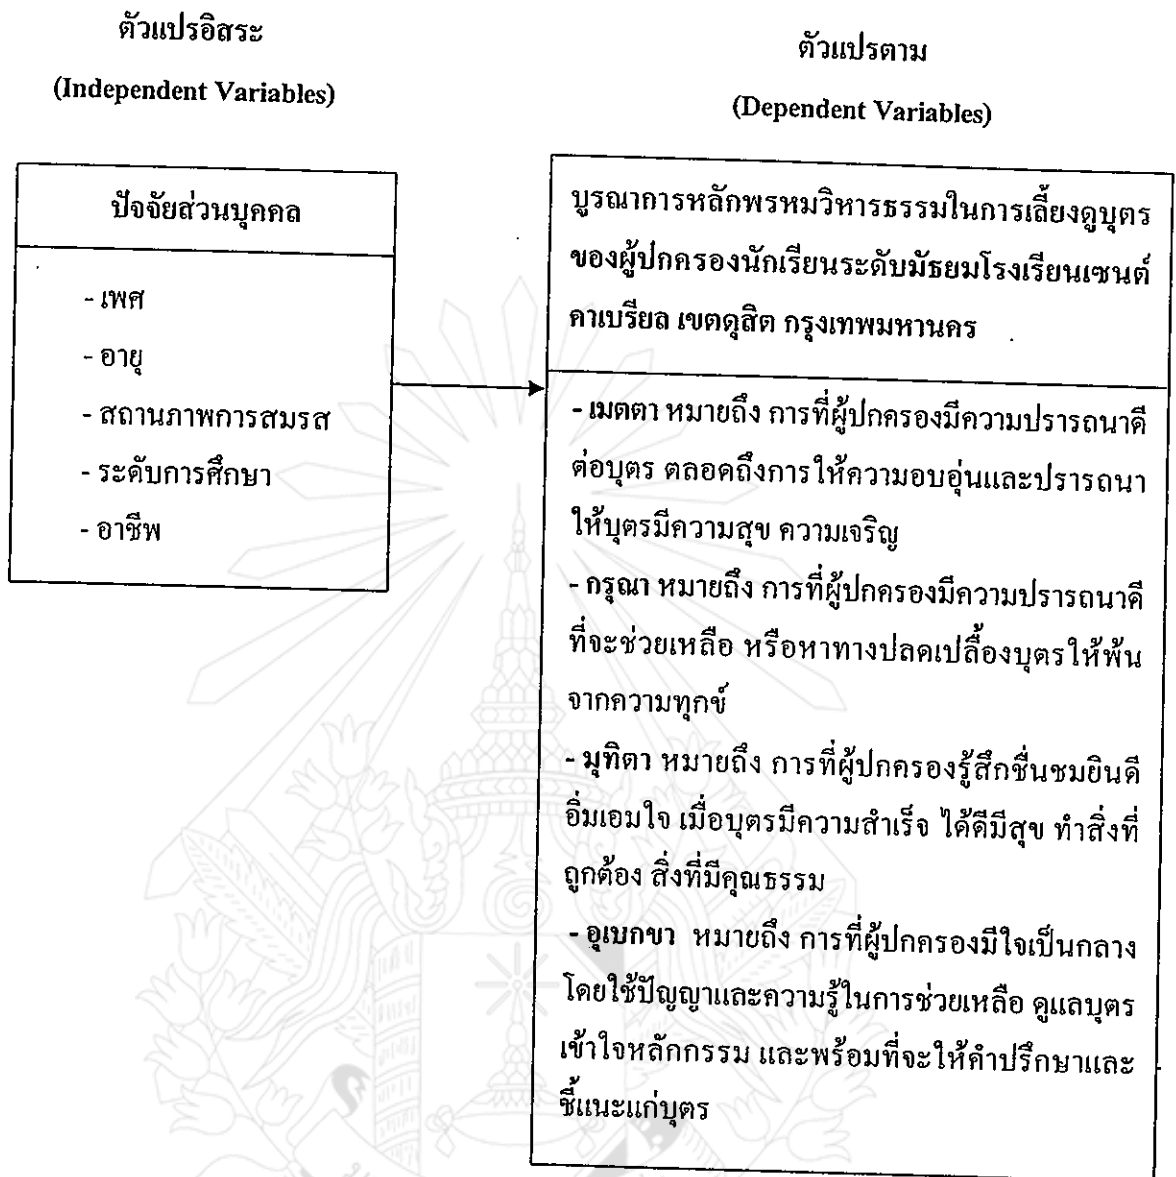 ตัวแปรอิสระ
(Independent Variables)
ปัจจัยส่วนบุคคล
- เพศ
- อายุ
- สถานภาพการสมรส
- ระดับการศึกษา
- อาชีพ
ตัวแปรตาม
(Dependent Variables)
บูรณาการหลักพรหมวิหารธรรมในการเลี้ยงดูบุตร
ของผู้ปกครองนักเรียนระดับมัธยมโรงเรียนเซนต์
คาเบรียล เขตดุสิต กรุงเทพมหานคร
- เมตตา หมายถึง การที่ผู้ปกครองมีความปรารถนาดี
ต่อบุตร ตลอดถึงการให้ความอบอุ่นและปรารถนา
ให้บุตรมีความสุข ความเจริญ
- กรุณา หมายถึง การที่ผู้ปกครองมีความปรารถนาดี
ที่จะช่วยเหลือ หรือหาทางปลดเปลื้องบุตรให้พ้น
จากความทุกข์
- มุทิตา หมายถึง การที่ผู้ปกครองรู้สึกชื่นชมยินดี
อิ่มเอมใจ เมื่อบุตรมีความสำเร็จ ได้ดีมีสุข ทำสิ่งที่
ถูกต้อง สิ่งที่มีคุณธรรม
- อุเบกขา หมายถึง การที่ผู้ปกครองมีใจเป็นกลาง
โดยใช้ปัญญาและความรู้ในการช่วยเหลือ ดูแลบุตร
เข้าใจหลักกรรม และพร้อมที่จะให้คำปรึกษาและ
ชี้แนะแก่บุตร